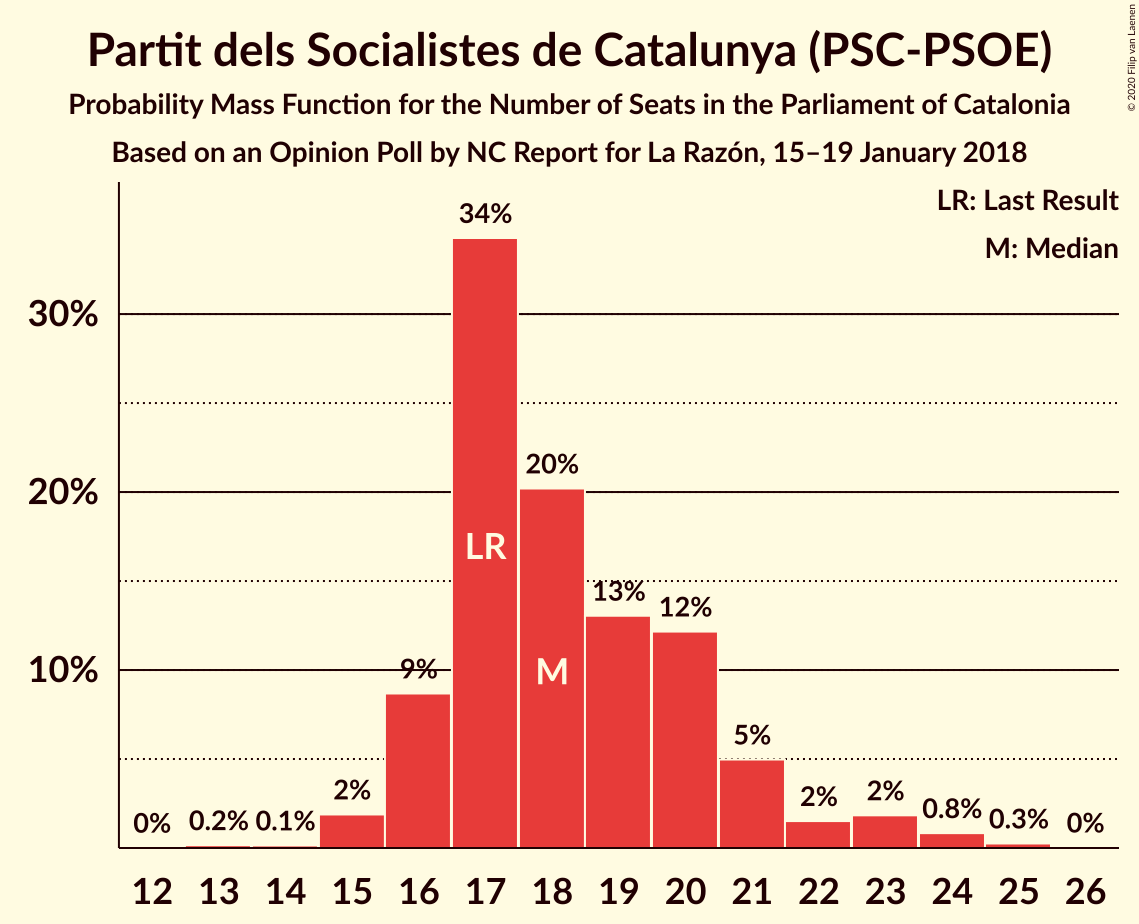 Partit dels Socialistes de Catalunya (PSC-PSOE)
Probability Mass Function for the Number of Seats in the Parliament of Catalonia
Based on an Opinion Poll by NC Report for La Razón, 15–19 January 2018
© 2020 Filip van Laenen
LR: Last Result
M: Median
34%
30%
20%
20%
LR
13%
12%
10%
9%
M
5%
2%
2%
2%
0%
0.2%
0.1%
0.8%
0.3%
0%
12 13 14 15 16 17 18 19 20 21 22 23 24 25 26